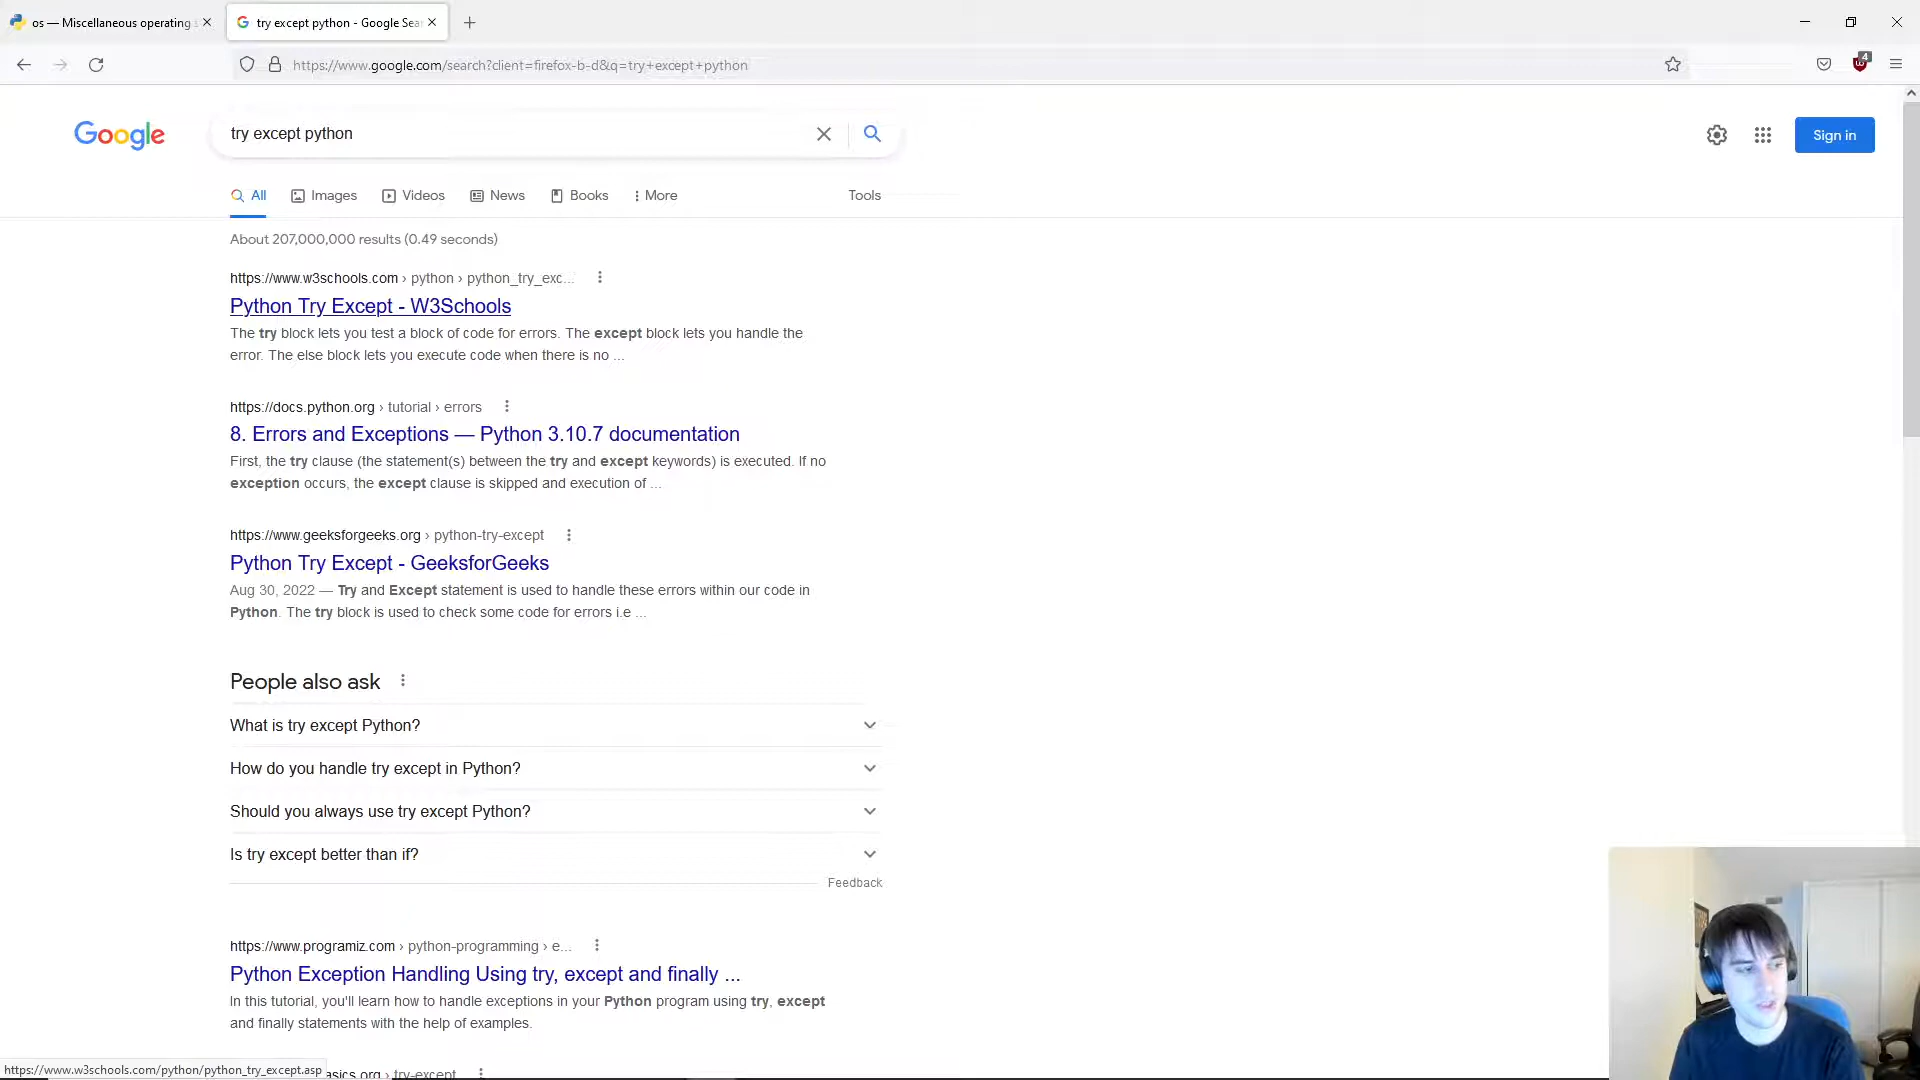 os — Miscellaneous operating
try except python - Google Sea
https://www.google.com/search?client=firefox-b-d&q=try+except+python
4
Google
try except python
Sign in
All
Images
Videos
News
Books
More
Tools
About 207,000,000 results (0.49 seconds)
https://www.w3schools.com › python › python_try_exc...
Python Try Except - W3Schools
The try block lets you test a block of code for errors. The except block lets you handle the
error. The else block lets you execute code when there is no ...
https://docs.python.org › tutorial › errors
8. Errors and Exceptions — Python 3.10.7 documentation
First, the try clause (the statement(s) between the try and except keywords) is executed. If no
exception occurs, the except clause is skipped and execution of ...
https://www.geeksforgeeks.org › python-try-except
Python Try Except - GeeksforGeeks
Aug 30, 2022 — Try and Except statement is used to handle these errors within our code in
Python. The try block is used to check some code for errors i.e ...
People also ask
What is try except Python?
How do you handle try except in Python?
Should you always use try except Python?
Is try except better than if?
Feedback
https://www.programiz.com › python-programming › e...
Python Exception Handling Using try, except and finally ...
In this tutorial, you'll learn how to handle exceptions in your Python program using try, except
and finally statements with the help of examples.
https://www.w3schools.com/python/python_try_except.asp
asics.org › try-except